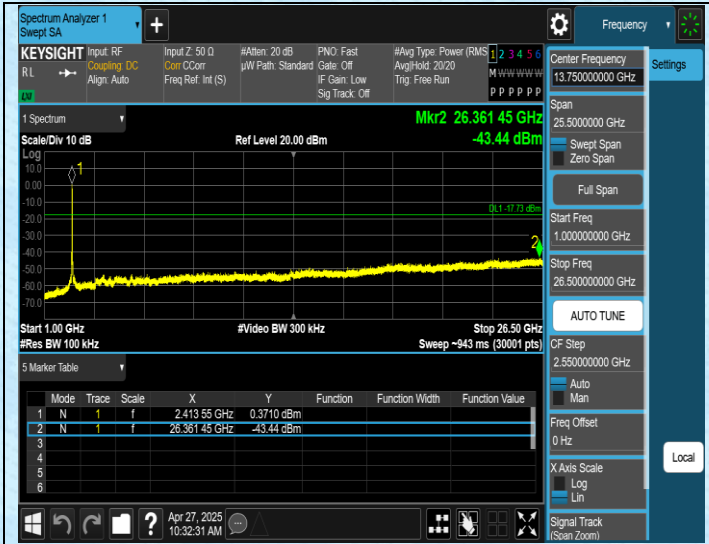 Spectrum Analyzer 1
Swept SA
Frequency
KEYSIGHT
RL
LXI
Input: RF
Coupling: DC
Align: Auto
Input Z: 50 Ω
Corr CCorr
Freq Ref: Int (S)
#Atten: 20 dB
µW Path: Standard
PNO: Fast
Gate: Off
IF Gain: Low
Sig Track: Off
#Avg Type: Power (RMS
Avg|Hold: 20/20
Trig: Free Run
1 2 3 4 5 6
M W W W W W
P P P P P P
1 Spectrum
Scale/Div 10 dB
Ref Level 20.00 dBm
Mkr2 26.361 45 GHz
-43.44 dBm
Log
10.0
0.00
-10.0
-20.0
-30.0
-40.0
-50.0
-60.0
-70.0
1
DL1 -17.73 dBm
2
Start 1.00 GHz
#Video BW 300 kHz
Stop 26.50 GHz
#Res BW 100 kHz
Sweep ~943 ms (30001 pts)
5 Marker Table
Mode Trace Scale X Y Function Function Width Function Value
1 N 1 f 2.413 55 GHz 0.3710 dBm
2 N 1 f 26.361 45 GHz -43.44 dBm
3
4
5
6
Apr 27, 2025
10:32:31 AM
Center Frequency
13.750000000 GHz
Settings
Span
25.5000000 GHz
Swept Span
Zero Span
Full Span
Start Freq
1.000000000 GHz
Stop Freq
26.500000000 GHz
AUTO TUNE
CF Step
2.550000000 GHz
Auto
Man
Freq Offset
0 Hz
Local
X Axis Scale
Log
Lin
Signal Track
(Span Zoom)